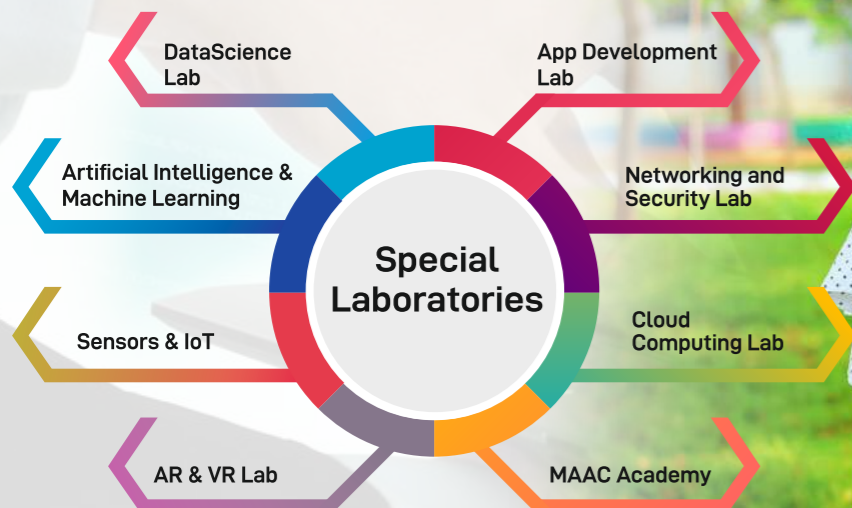 DataScience
Lab
App Development
Lab
Artificial Intelligence &
Machine Learning
Networking and
Security Lab
Special
Laboratories
Sensors & IoT
Cloud
Computing Lab
AR & VR Lab
MAAC Academy